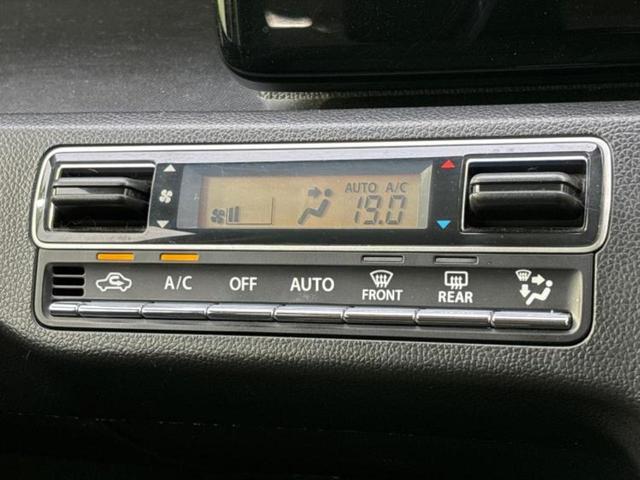 AUTO A/C
19.0
A/C OFF AUTO FRONT REAR